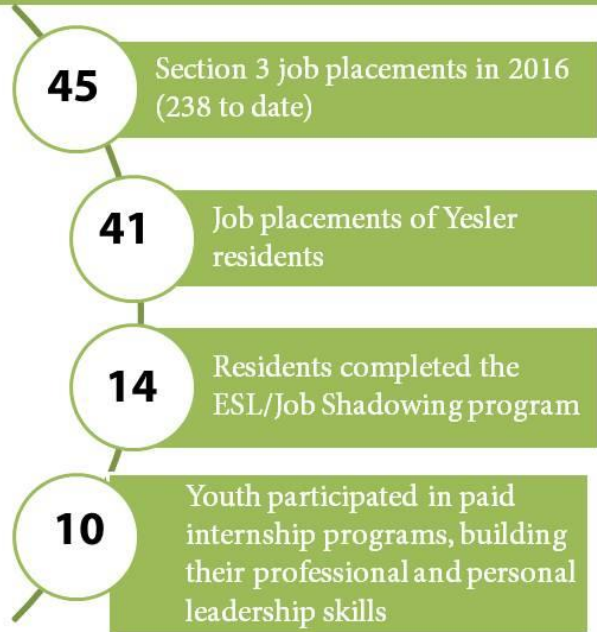 45
Section 3 job placements in 2016
(238 to date)
41
Job placements of Yesler
residents
14
Residents completed the
ESL/Job Shadowing program
10
Youth participated in paid
internship programs, building
their professional and personal
leadership skills